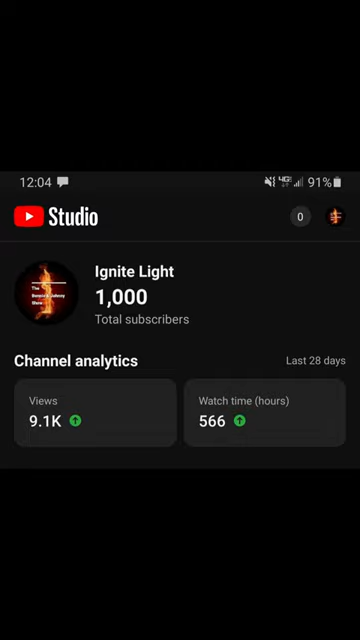 12:04 4G 91%
Studio 0
Ignite Light
1,000
Total subscribers
Channel analytics Last 28 days
Views Watch time (hours)
9.1K 566